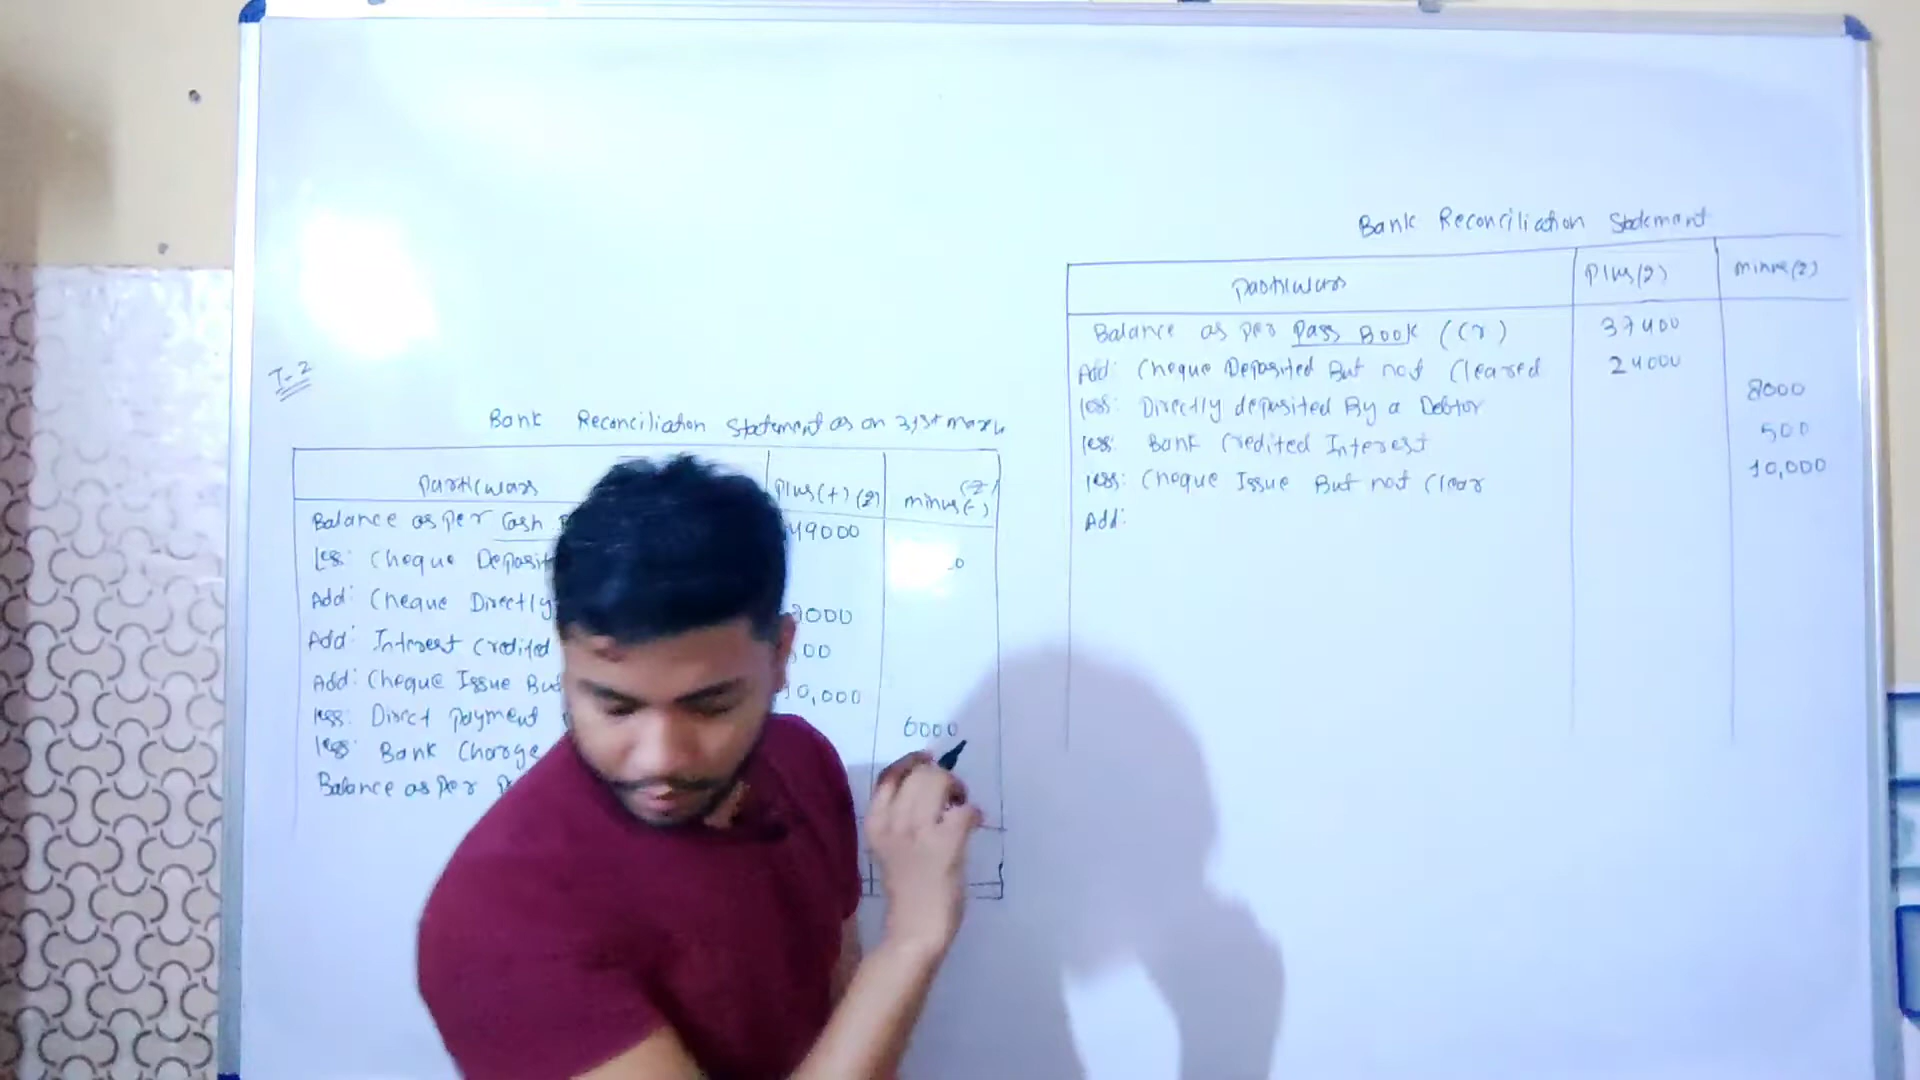 T-2
Bank Reconciliation Statement as on 31st march
Particulars Plus(+) (₹) minus(-) (₹)
Balance as per Cash 49000
less: Cheque Deposit
Add: Cheque Directly 000
Add: Interest Credited 00
Add: Cheque Issue But 10,000
less: Direct payment 6000
less: Bank Charge
Balance as per
Bank Reconciliation Statement
Particulars Plus(₹) minus(₹)
Balance as per Pass Book (Cr) 37400
Add: Cheque Deposited But not Cleared 24000
less: Directly deposited By a Debtor 8000
less: Bank Credited Interest 500
less: Cheque Issue But not Clear 10,000
Add: